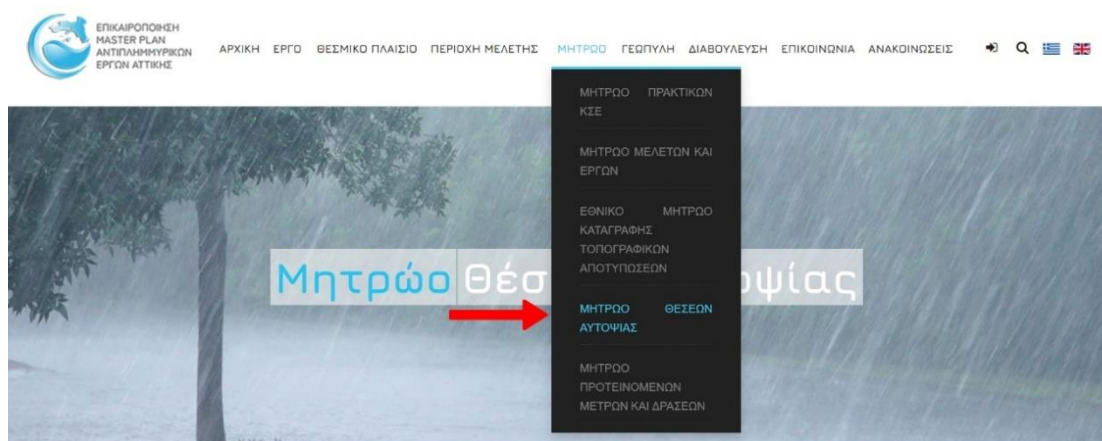 ΕΠΙΚΑΙΡΟΠΟΙΗΣΗ
MASTER PLAN
ΑΝΤΙΠΛΗΜΜΥΡΙΚΩΝ
ΕΡΓΩΝ ΑΤΤΙΚΗΣ
ΑΡΧΙΚΗ ΕΡΓΟ ΘΕΣΜΙΚΟ ΠΛΑΙΣΙΟ ΠΕΡΙΟΧΗ ΜΕΛΕΤΗΣ ΜΗΤΡΩΟ ΓΕΩΠΥΛΗ ΔΙΑΒΟΥΛΕΥΣΗ ΕΠΙΚΟΙΝΩΝΙΑ ΑΝΑΚΟΙΝΩΣΕΙΣ
ΜΗΤΡΩΟ ΠΡΑΚΤΙΚΩΝ
ΚΣΕ
ΜΗΤΡΩΟ ΜΕΛΕΤΩΝ ΚΑΙ
ΕΡΓΩΝ
ΕΘΝΙΚΟ ΜΗΤΡΩΟ
ΚΑΤΑΓΡΑΦΗΣ
ΤΟΠΟΓΡΑΦΙΚΩΝ
ΑΠΟΤΥΠΩΣΕΩΝ
ΜΗΤΡΩΟ ΘΕΣΕΩΝ
ΑΥΤΟΨΙΑΣ
ΜΗΤΡΩΟ
ΠΡΟΤΕΙΝΟΜΕΝΩΝ
ΜΕΤΡΩΝ ΚΑΙ ΔΡΑΣΕΩΝ
Μητρώο Θέσ οψίας